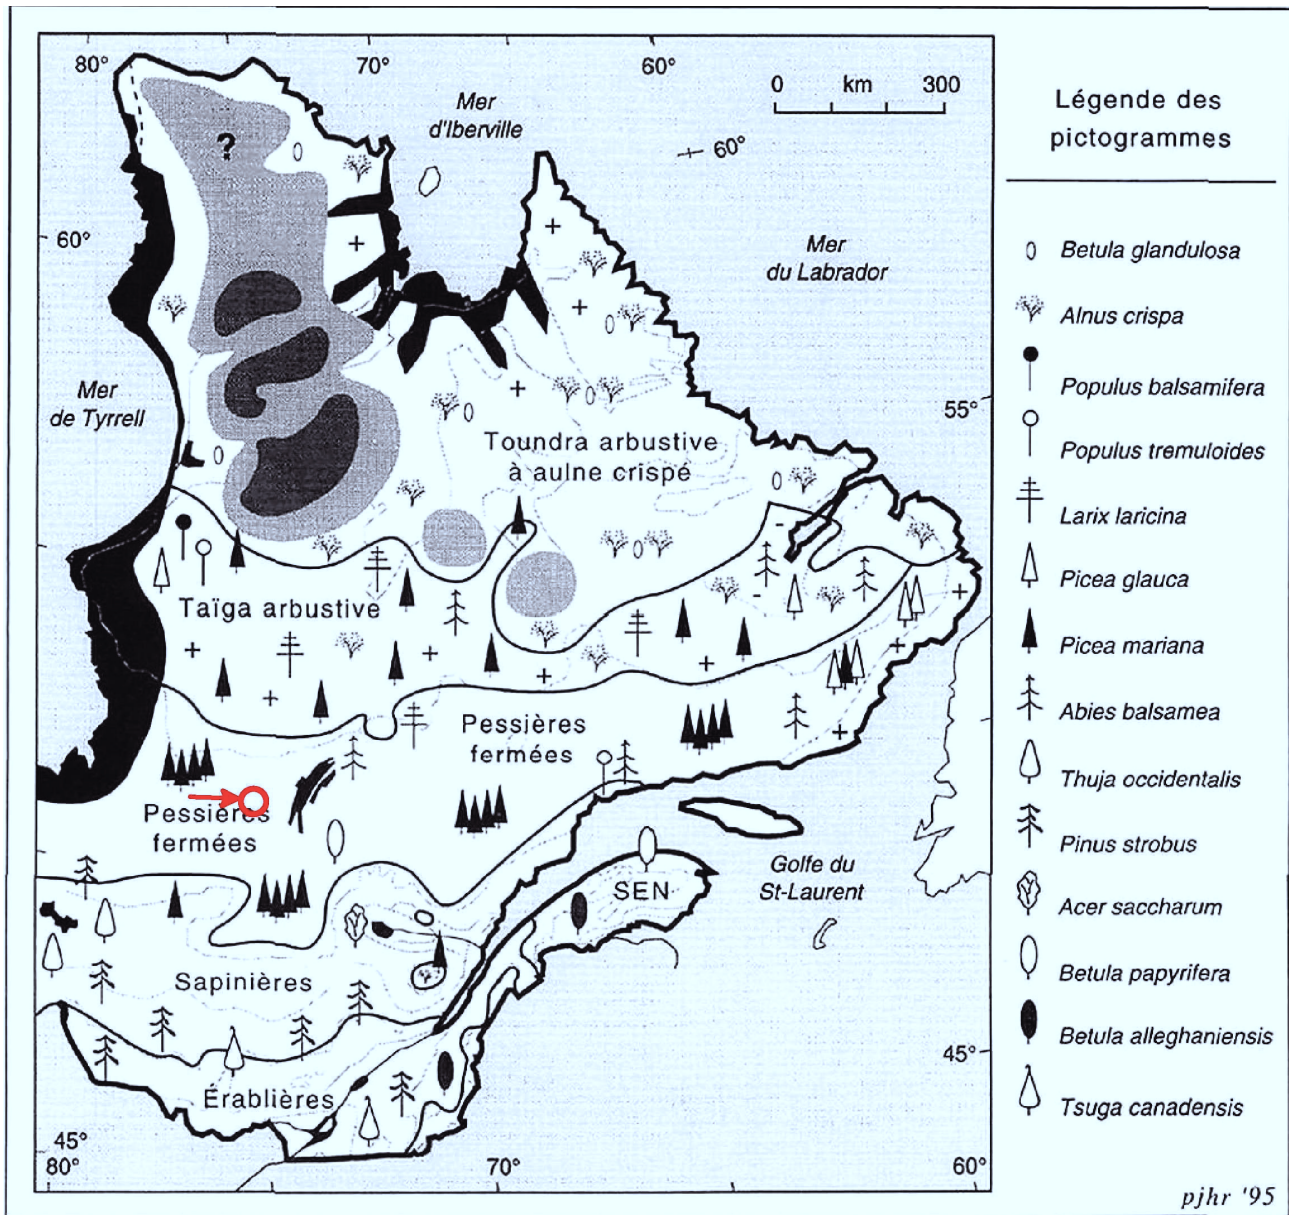 80°
70°
60°
0 km 300
Mer
d'Iberville
60°
?
60°
Mer
du Labrador
Mer
de Tyrrell
55°
Toundra arbustive
à aulne crispé
Taïga arbustive
Pessières
fermées
Pessières
fermées
Golfe du
St-Laurent
SEN
Sapinières
Érablières
45°
45°
80°
70°
60°
Légende des
pictogrammes
Betula glandulosa
Alnus crispa
Populus balsamifera
Populus tremuloides
Larix laricina
Picea glauca
Picea mariana
Abies balsamea
Thuja occidentalis
Pinus strobus
Acer saccharum
Betula papyrifera
Betula alleghaniensis
Tsuga canadensis
pjhr '95